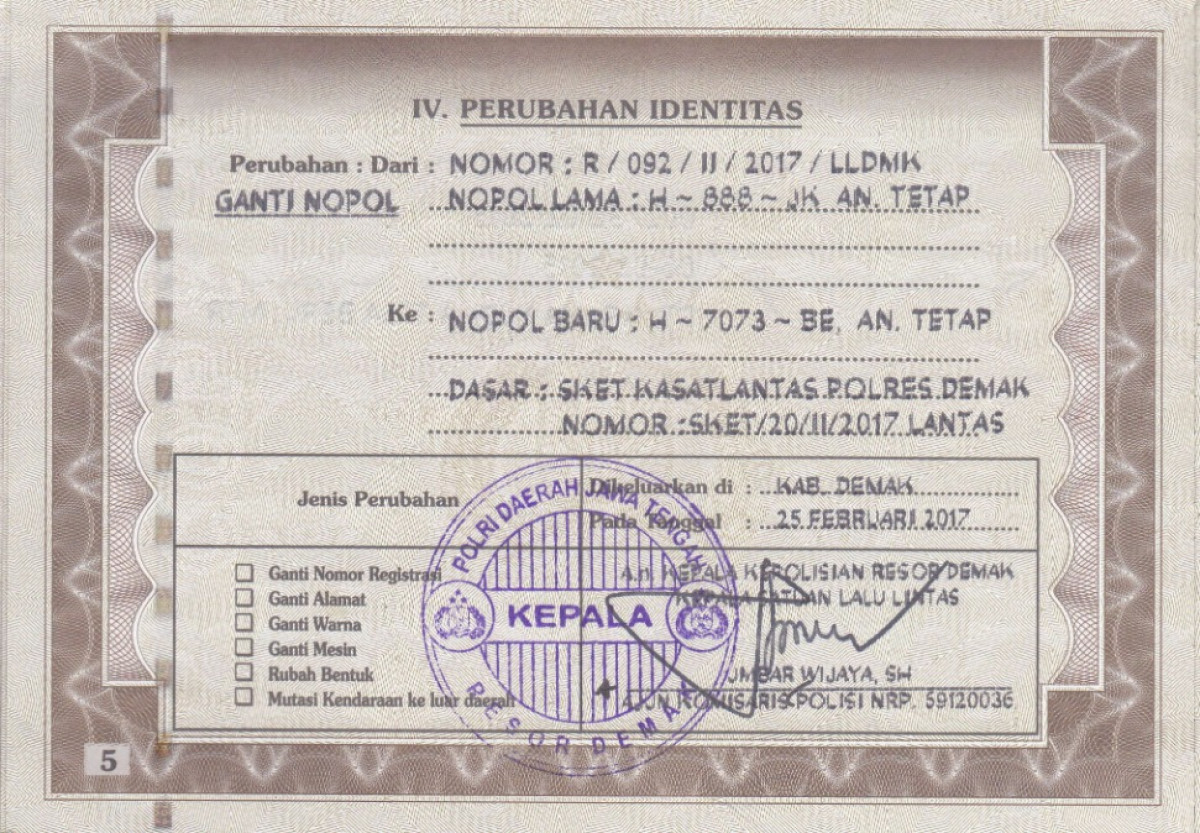 IV. PERUBAHAN IDENTITAS
Perubahan : Dari : NOMOR : R / 092 / II / 2017 / LLDMK
GANTI NOPOL NOPOL LAMA : H ~ 888 ~ JK AN. TETAP
Ke : NOPOL BARU : H ~ 7073 ~ BE, AN. TETAP
DASAR : SKET KASATLANTAS POLRES DEMAK
NOMOR : SKET/20/II/2017 LANTAS
Jenis Perubahan
Dikeluarkan di : KAB. DEMAK
Pada Tanggal : 25 FEBRUARI 2017
Ganti Nomor Registrasi
Ganti Alamat
Ganti Warna
Ganti Mesin
Rubah Bentuk
Mutasi Kendaraan ke luar daerah
A.n. KEPALA KEPOLISIAN RESOR DEMAK
KEPALA SATUAN LALU LINTAS
UMBAR WIJAYA, SH
AJUN KOMISARIS POLISI NRP. 59120036
POLRI DAERAH JAWA TENGAH
KEPALA
RESOR DEMAK
5